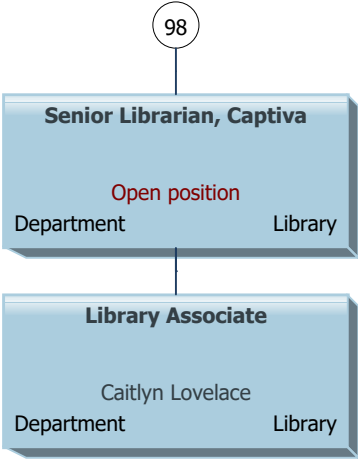 98
Senior Librarian, Captiva
Open position
Department Library
Library Associate
Caitlyn Lovelace
Department Library